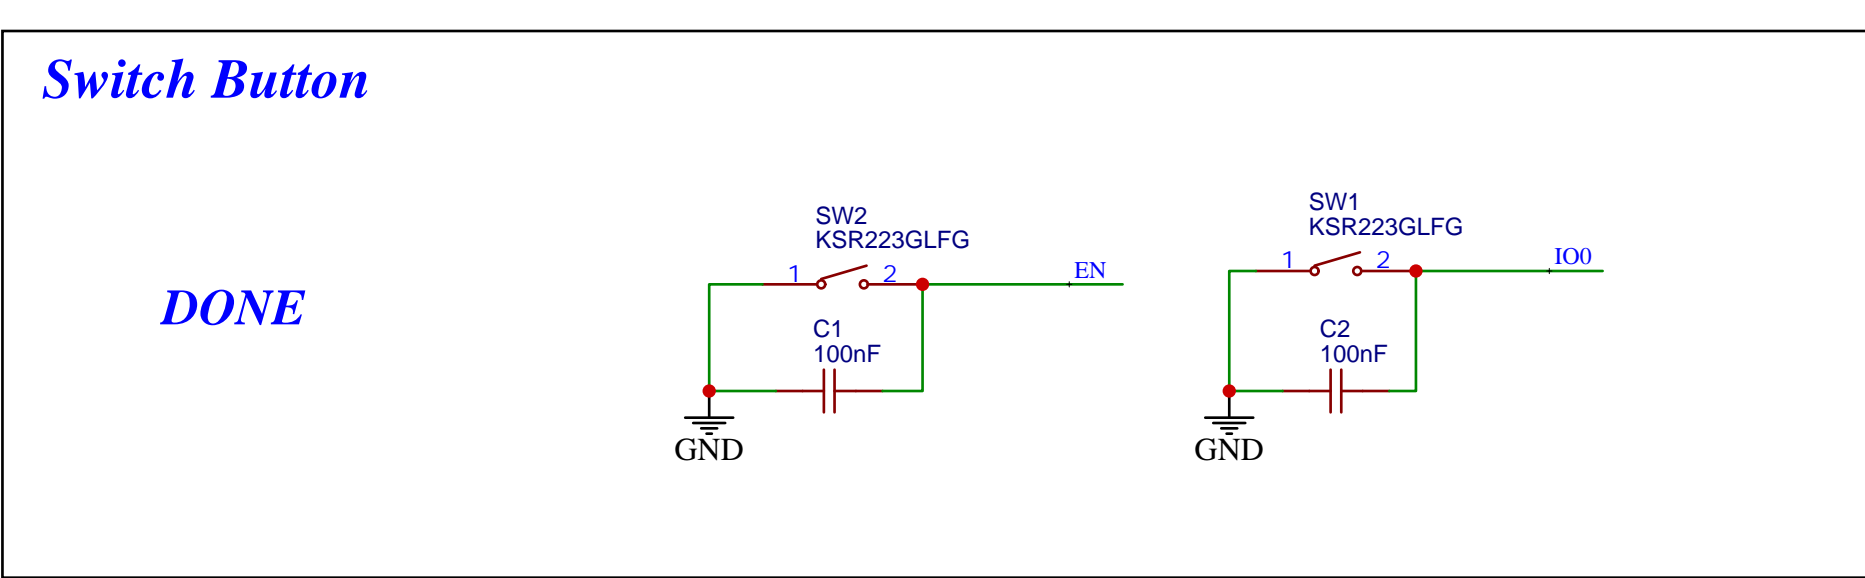 Switch Button
DONE
SW2
KSR223GLFG
1
2
EN
C1
100nF
GND
SW1
KSR223GLFG
1
2
IO0
C2
100nF
GND